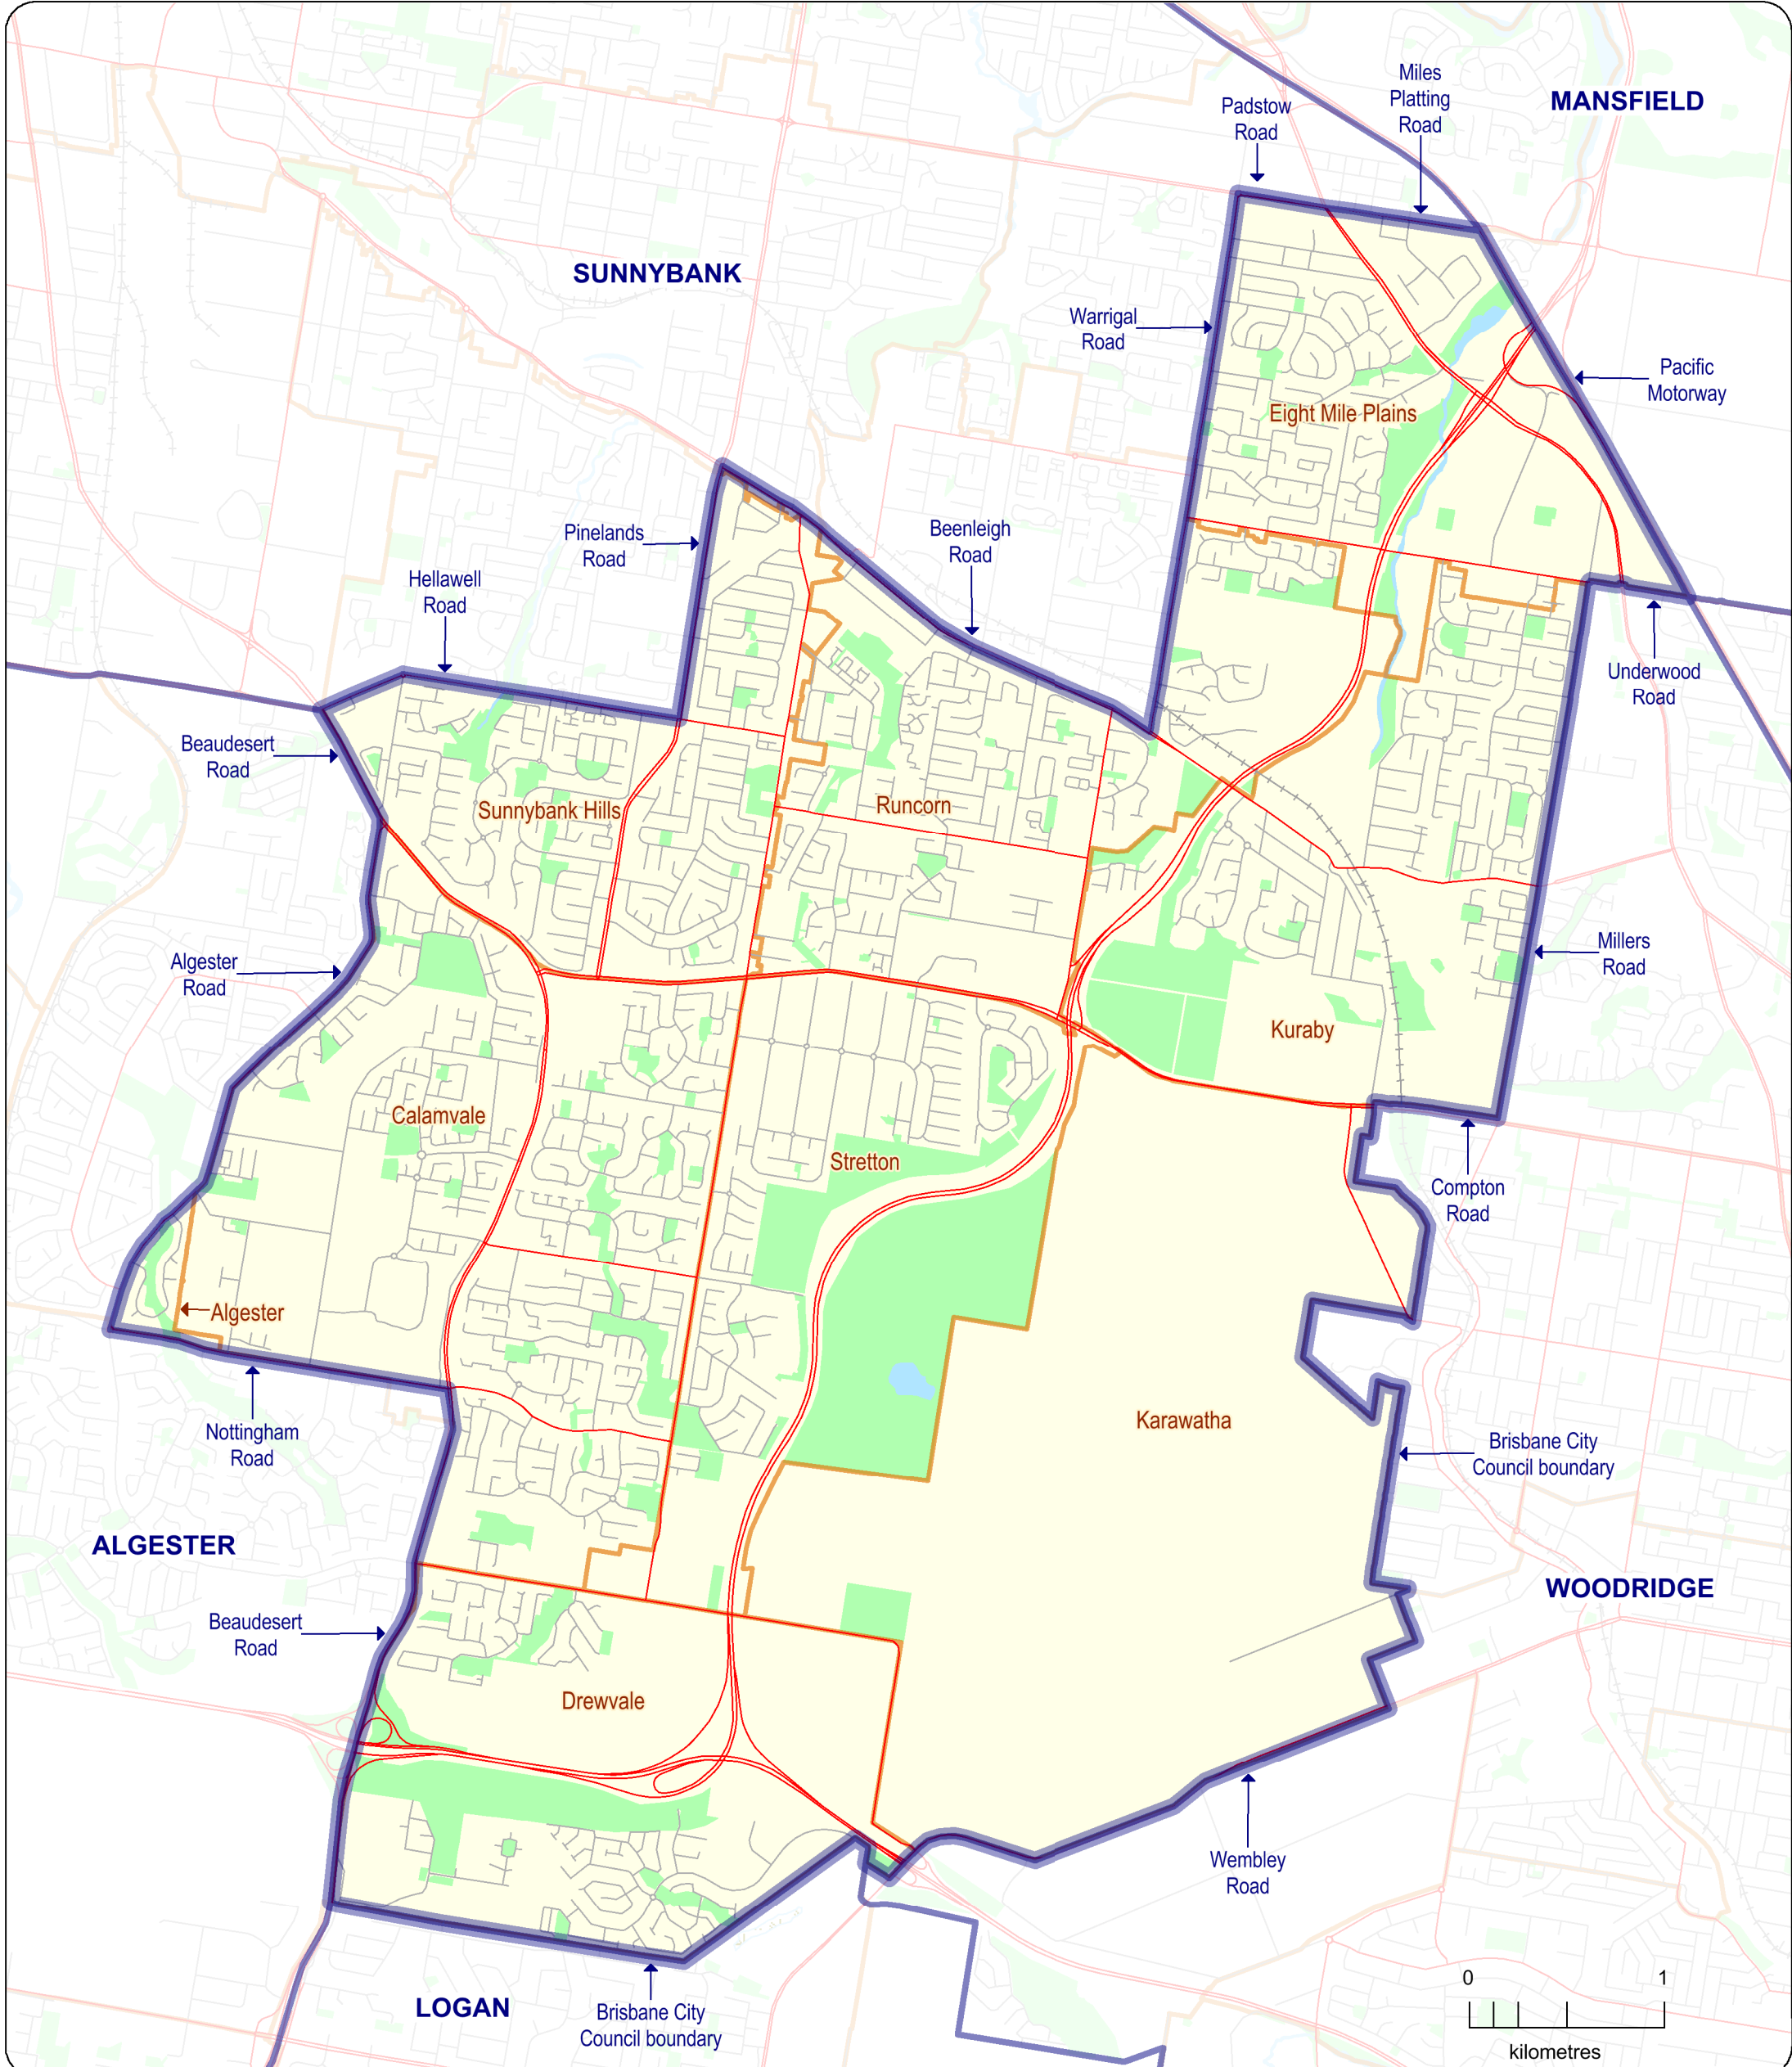 Miles
Platting
Road
MANSFIELD
Padstow
Road
SUNNYBANK
Warrigal
Road
Pacific
Motorway
Eight Mile Plains
Pinelands
Road
Beenleigh
Road
Hellawell
Road
Underwood
Road
Beaudesert
Road
Sunnybank Hills
Runcorn
Algester
Road
Millers
Road
Kuraby
Calamvale
Stretton
Compton
Road
Algester
Nottingham
Road
Karawatha
Brisbane City
Council boundary
ALGESTER
WOODRIDGE
Beaudesert
Road
Drewvale
Wembley
Road
LOGAN
Brisbane City
Council boundary
0 1
kilometres